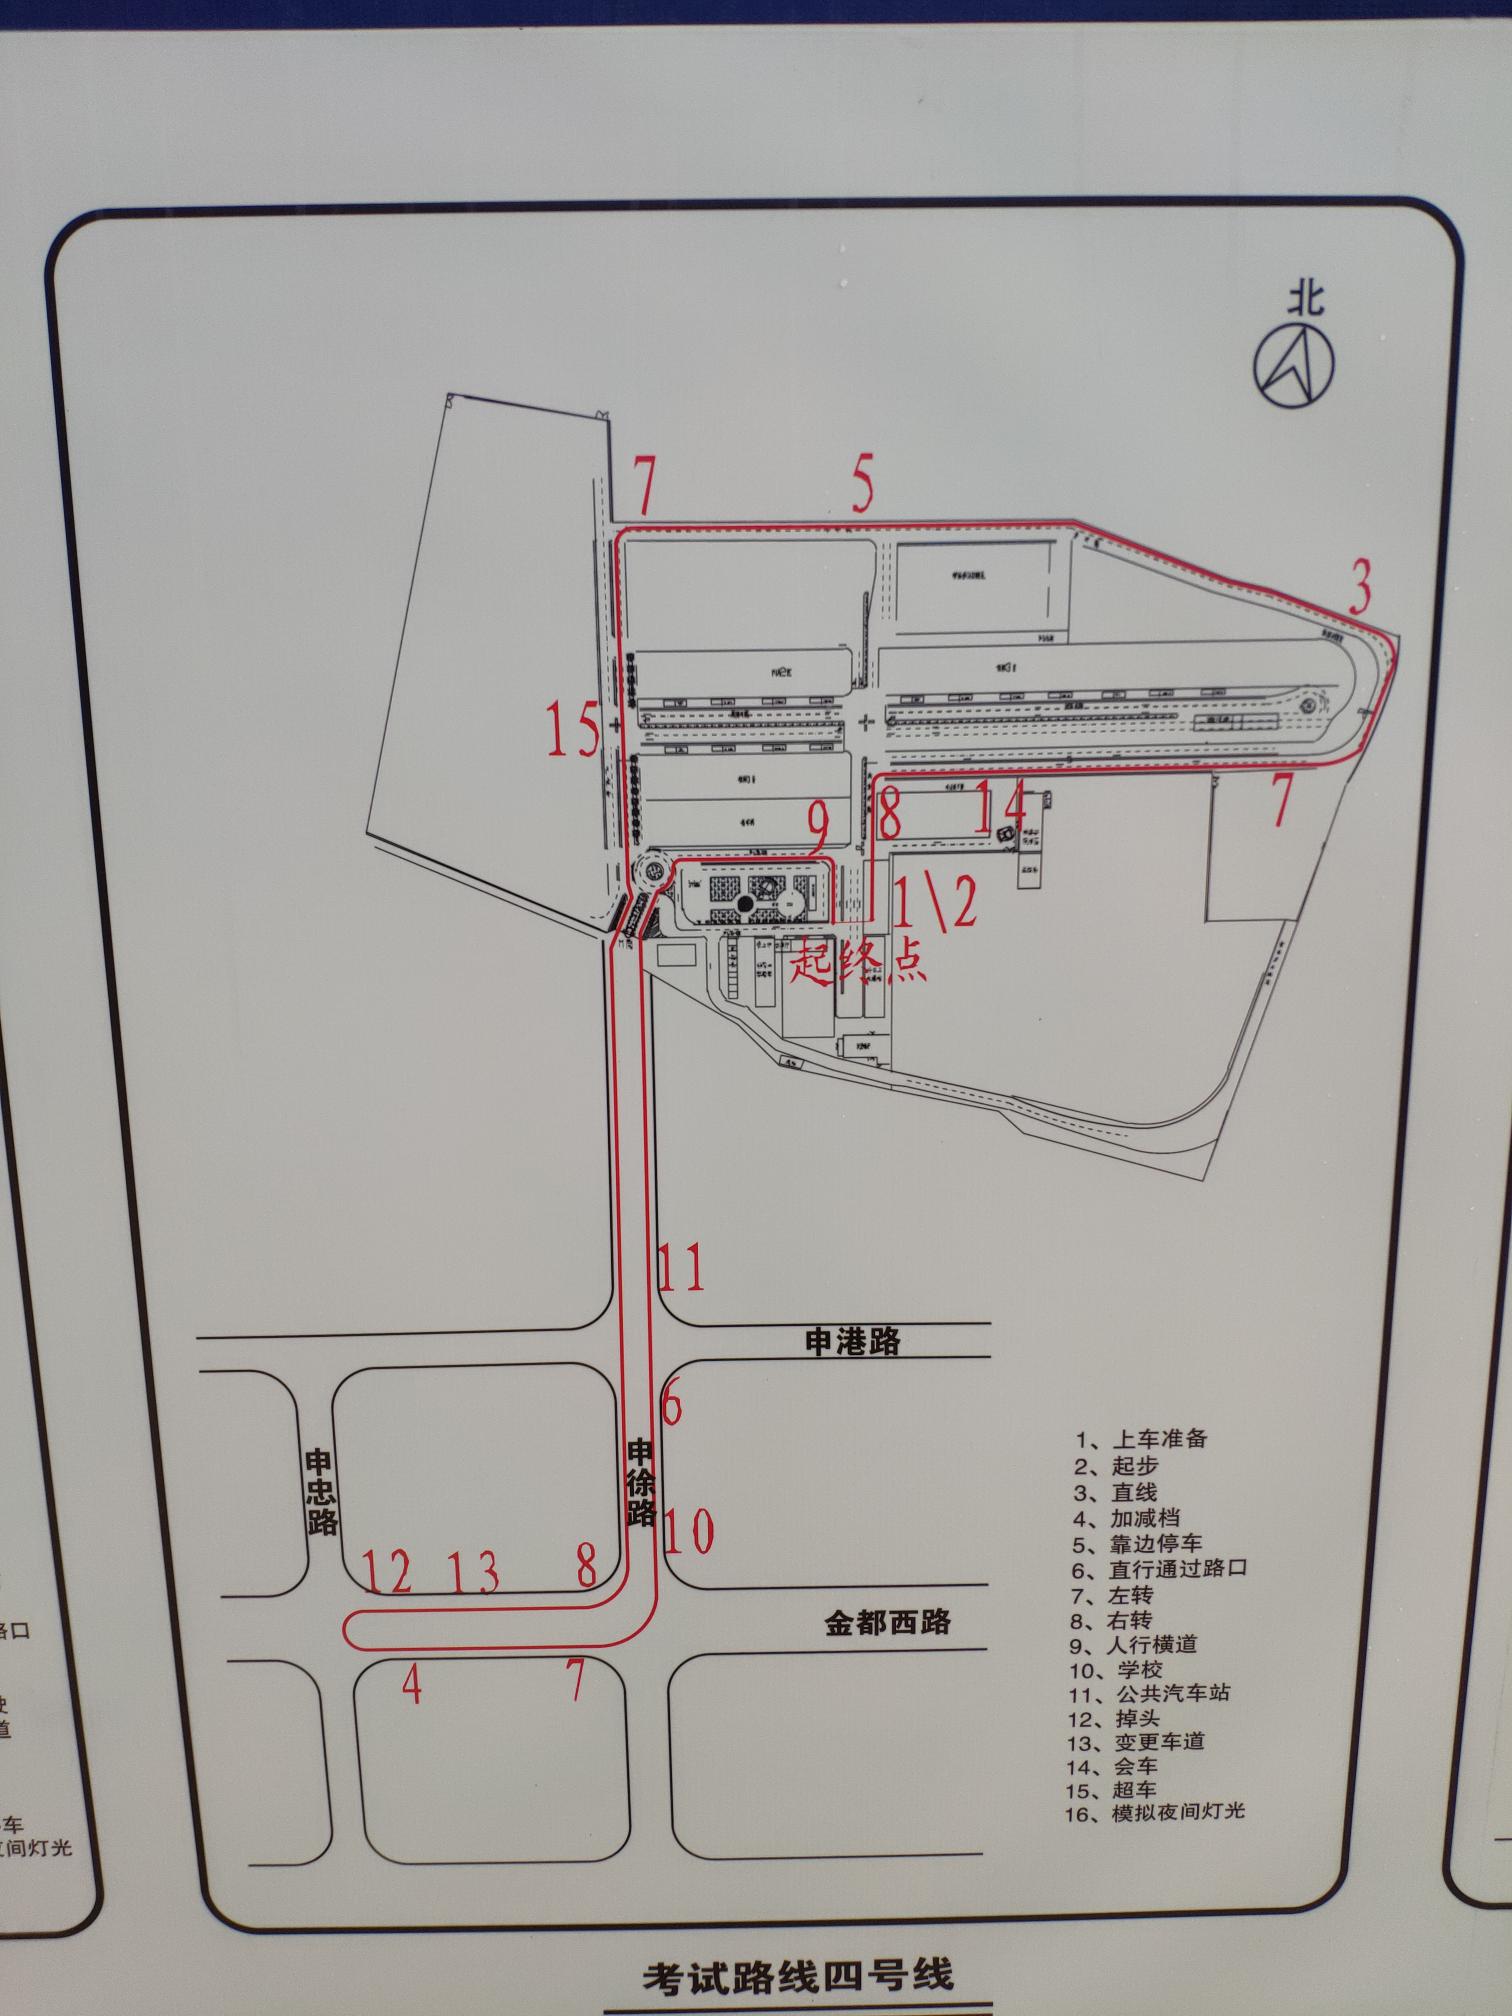 北
7
5
3
15
9
8
14
7
1\2
起终点
11
申港路
6
申忠路
申徐路
10
12
13
8
金都西路
4
7
1、上车准备
2、起步
3、直线
4、加减档
5、靠边停车
6、直行通过路口
7、左转
8、右转
9、人行横道
10、学校
11、公共汽车站
12、掉头
13、变更车道
14、会车
15、超车
16、模拟夜间灯光
路口
道
车
间灯光
考试路线四号线